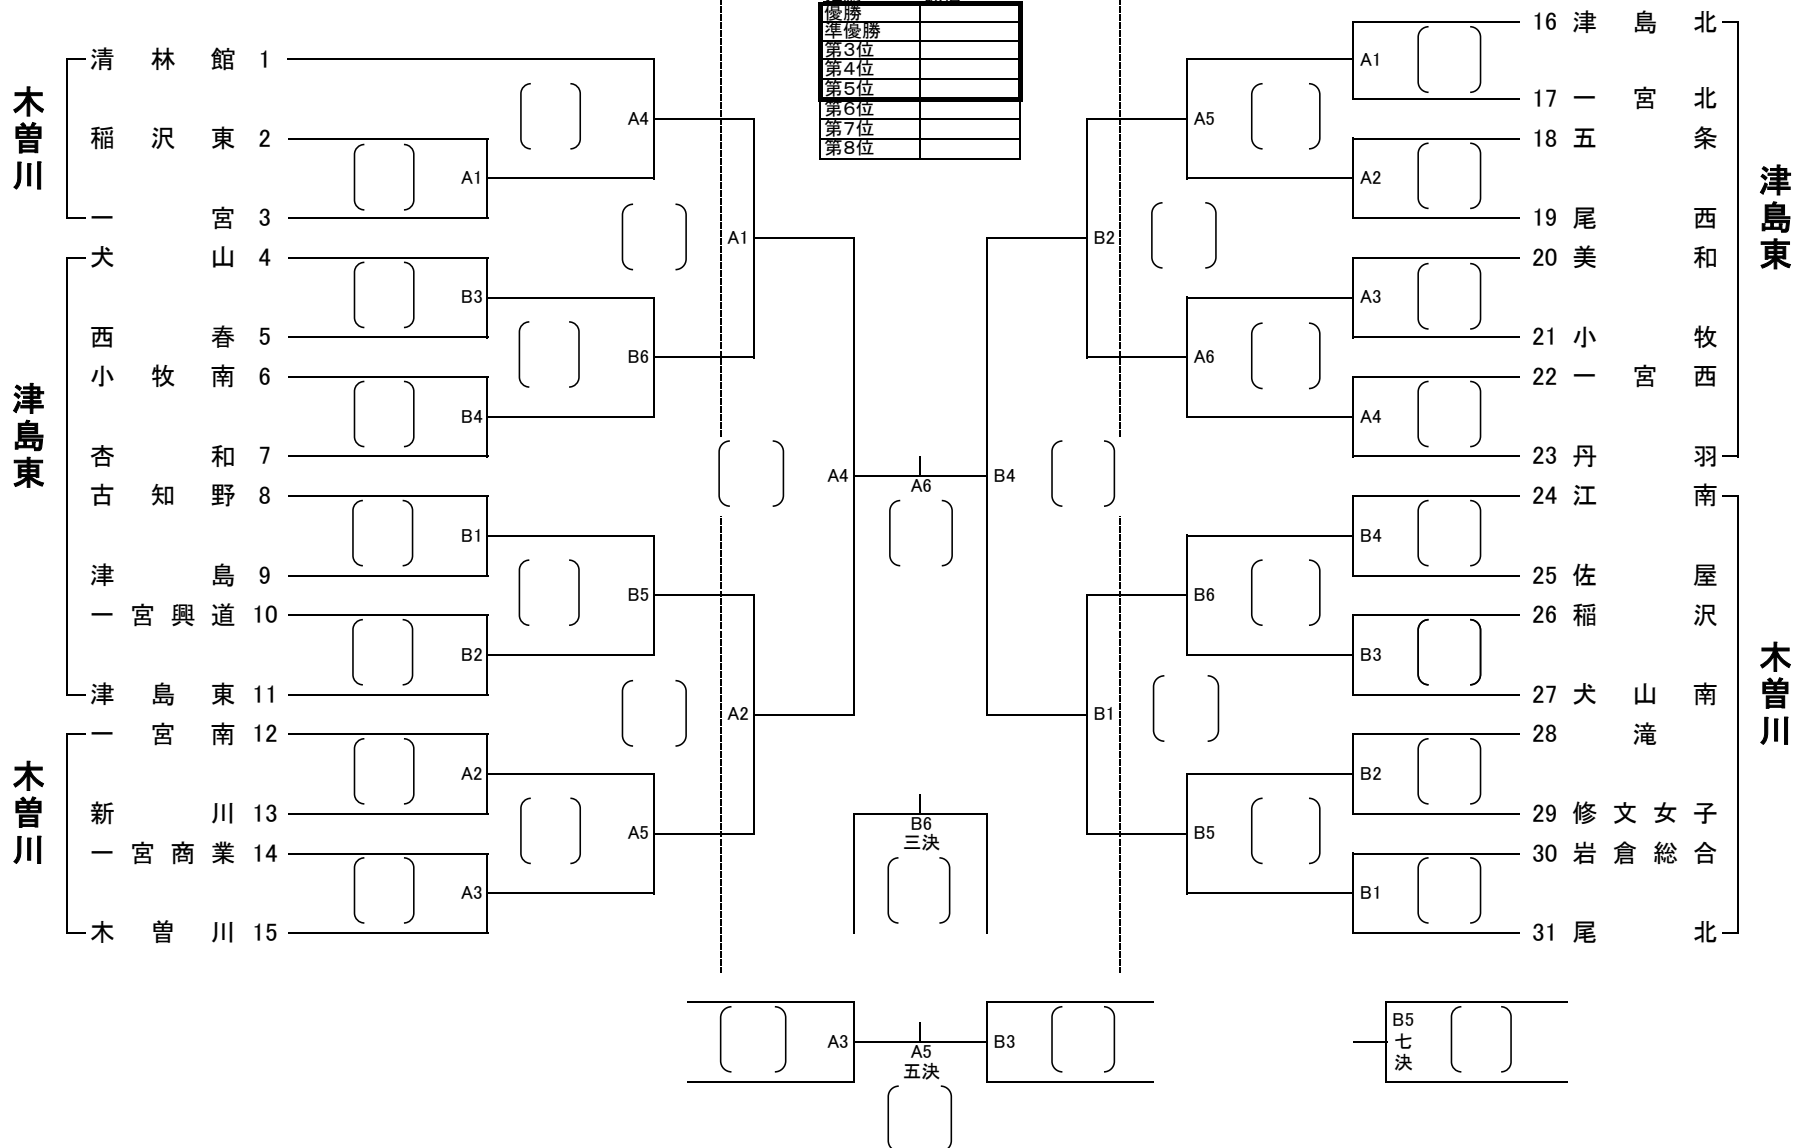 優勝
準優勝
第3位
第4位
第5位
第6位
第7位
第8位
木曽川
清林館 1
稲沢東 2
一宮 3
A1
A4
津島東
犬山 4
西春 5
小牧南 6
杏和 7
古知野 8
津島 9
一宮興道 10
津島東 11
B3
B4
B6
B1
B2
B5
木曽川
一宮南 12
新川 13
一宮商業 14
木曽川 15
A2
A3
A5
A1
A2
A4
A6
B4
B2
B1
B6
三決
津島東
16 津島北
17 一宮北
18 五条
19 尾西
20 美和
21 小牧
22 一宮西
23 丹羽
A1
A2
A3
A4
A5
A6
木曽川
24 江南
25 佐屋
26 稲沢
27 犬山南
28 滝
29 修文女子
30 岩倉総合
31 尾北
B4
B3
B2
B1
B6
B5
A3
A5
五決
B3
B5
七決